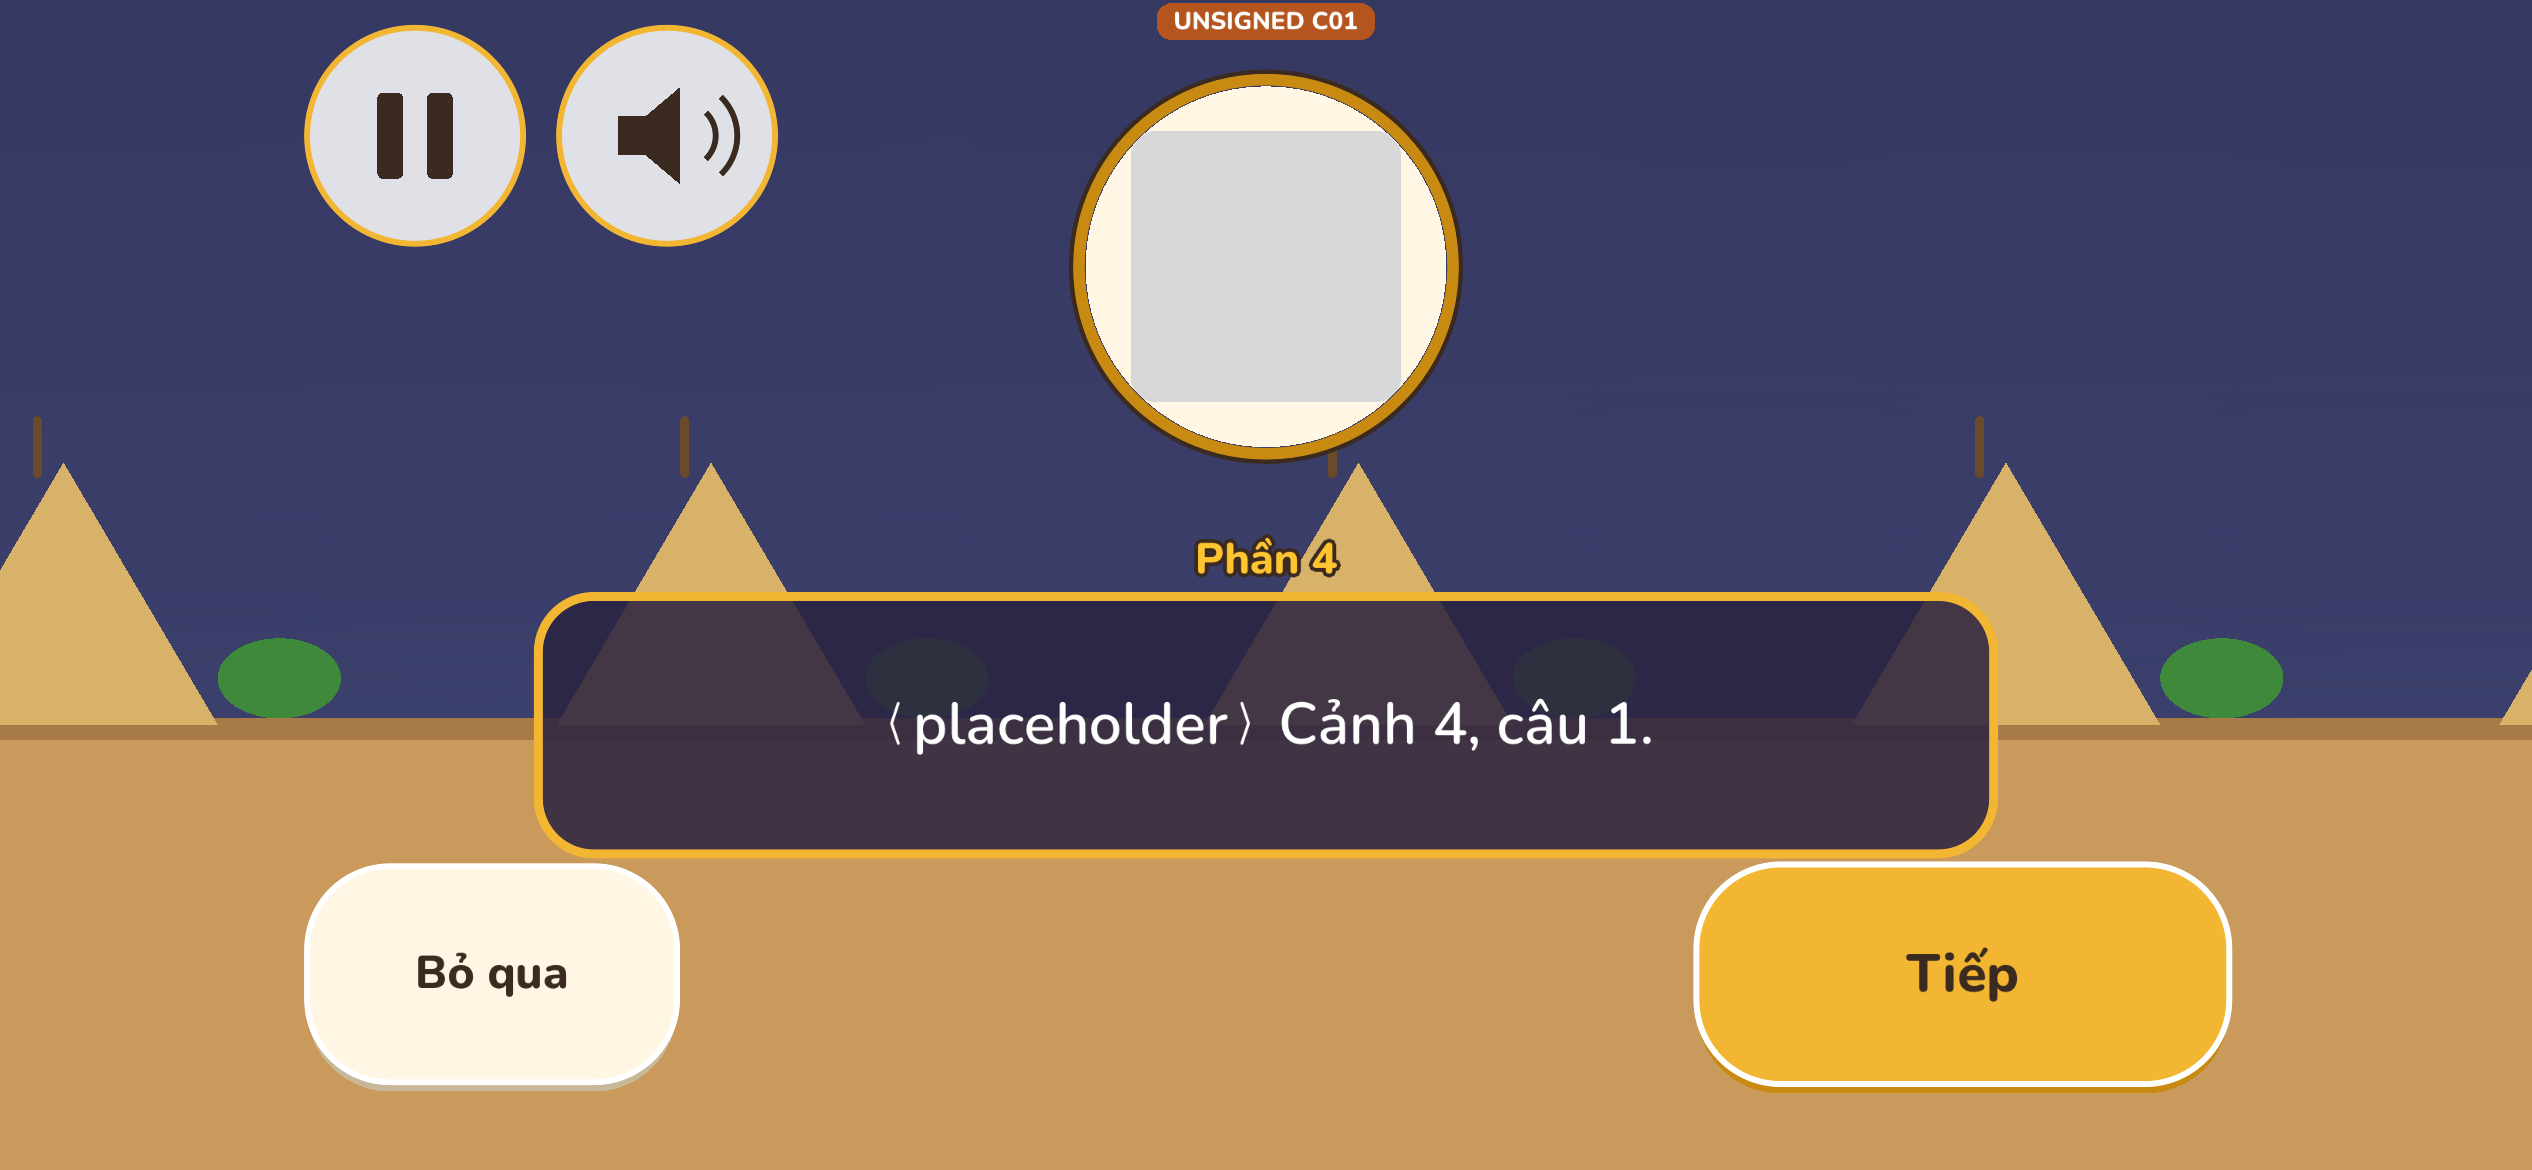 UNSIGNED C01
Phần 4
⟨placeholder⟩ Cảnh 4, câu 1.
Bỏ qua
Tiếp